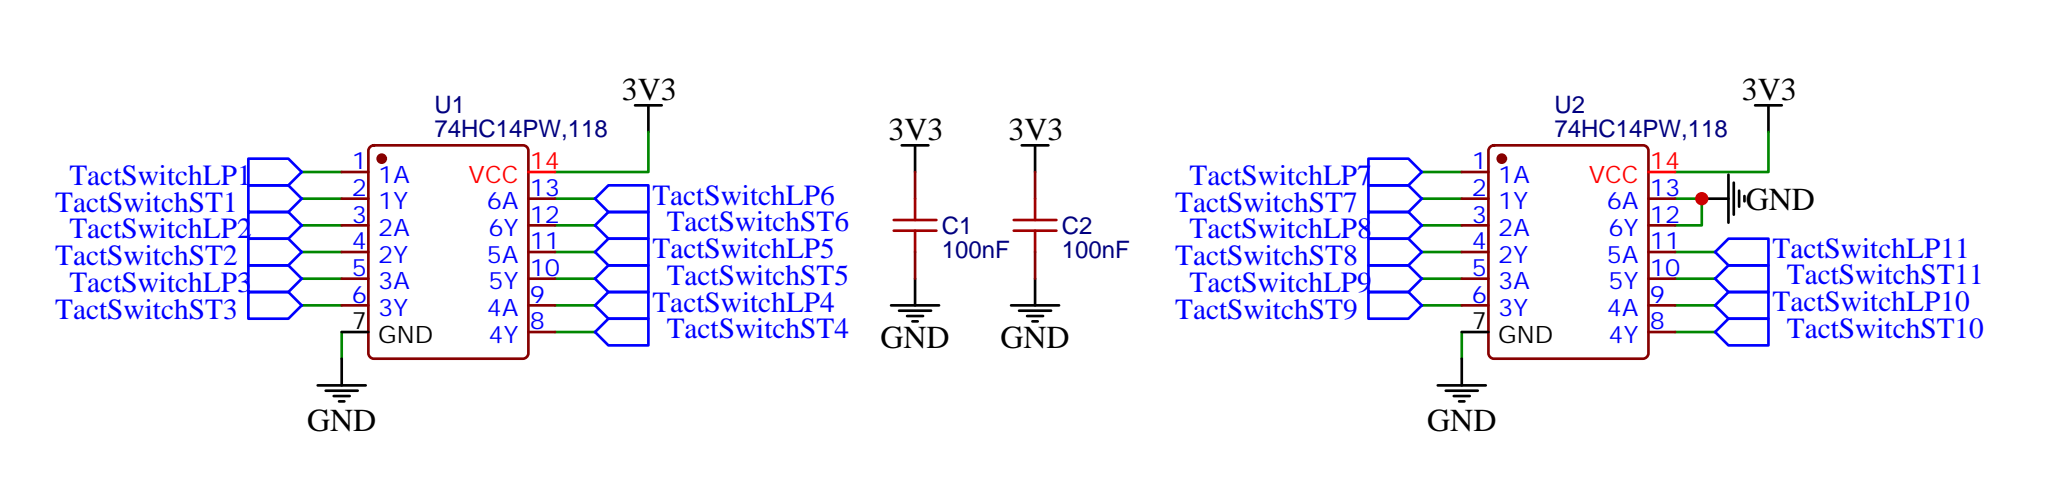 U1
74HC14PW,118
3V3
TactSwitchLP1
TactSwitchST1
TactSwitchLP2
TactSwitchST2
TactSwitchLP3
TactSwitchST3
1
2
3
4
5
6
7
1A
1Y
2A
2Y
3A
3Y
GND
VCC
6A
6Y
5A
5Y
4A
4Y
14
13
12
11
10
9
8
TactSwitchLP6
TactSwitchST6
TactSwitchLP5
TactSwitchST5
TactSwitchLP4
TactSwitchST4
GND
3V3
C1
100nF
GND
3V3
C2
100nF
GND
U2
74HC14PW,118
3V3
TactSwitchLP7
TactSwitchST7
TactSwitchLP8
TactSwitchST8
TactSwitchLP9
TactSwitchST9
1
2
3
4
5
6
7
1A
1Y
2A
2Y
3A
3Y
GND
VCC
6A
6Y
5A
5Y
4A
4Y
14
13
12
11
10
9
8
GND
TactSwitchLP11
TactSwitchST11
TactSwitchLP10
TactSwitchST10
GND